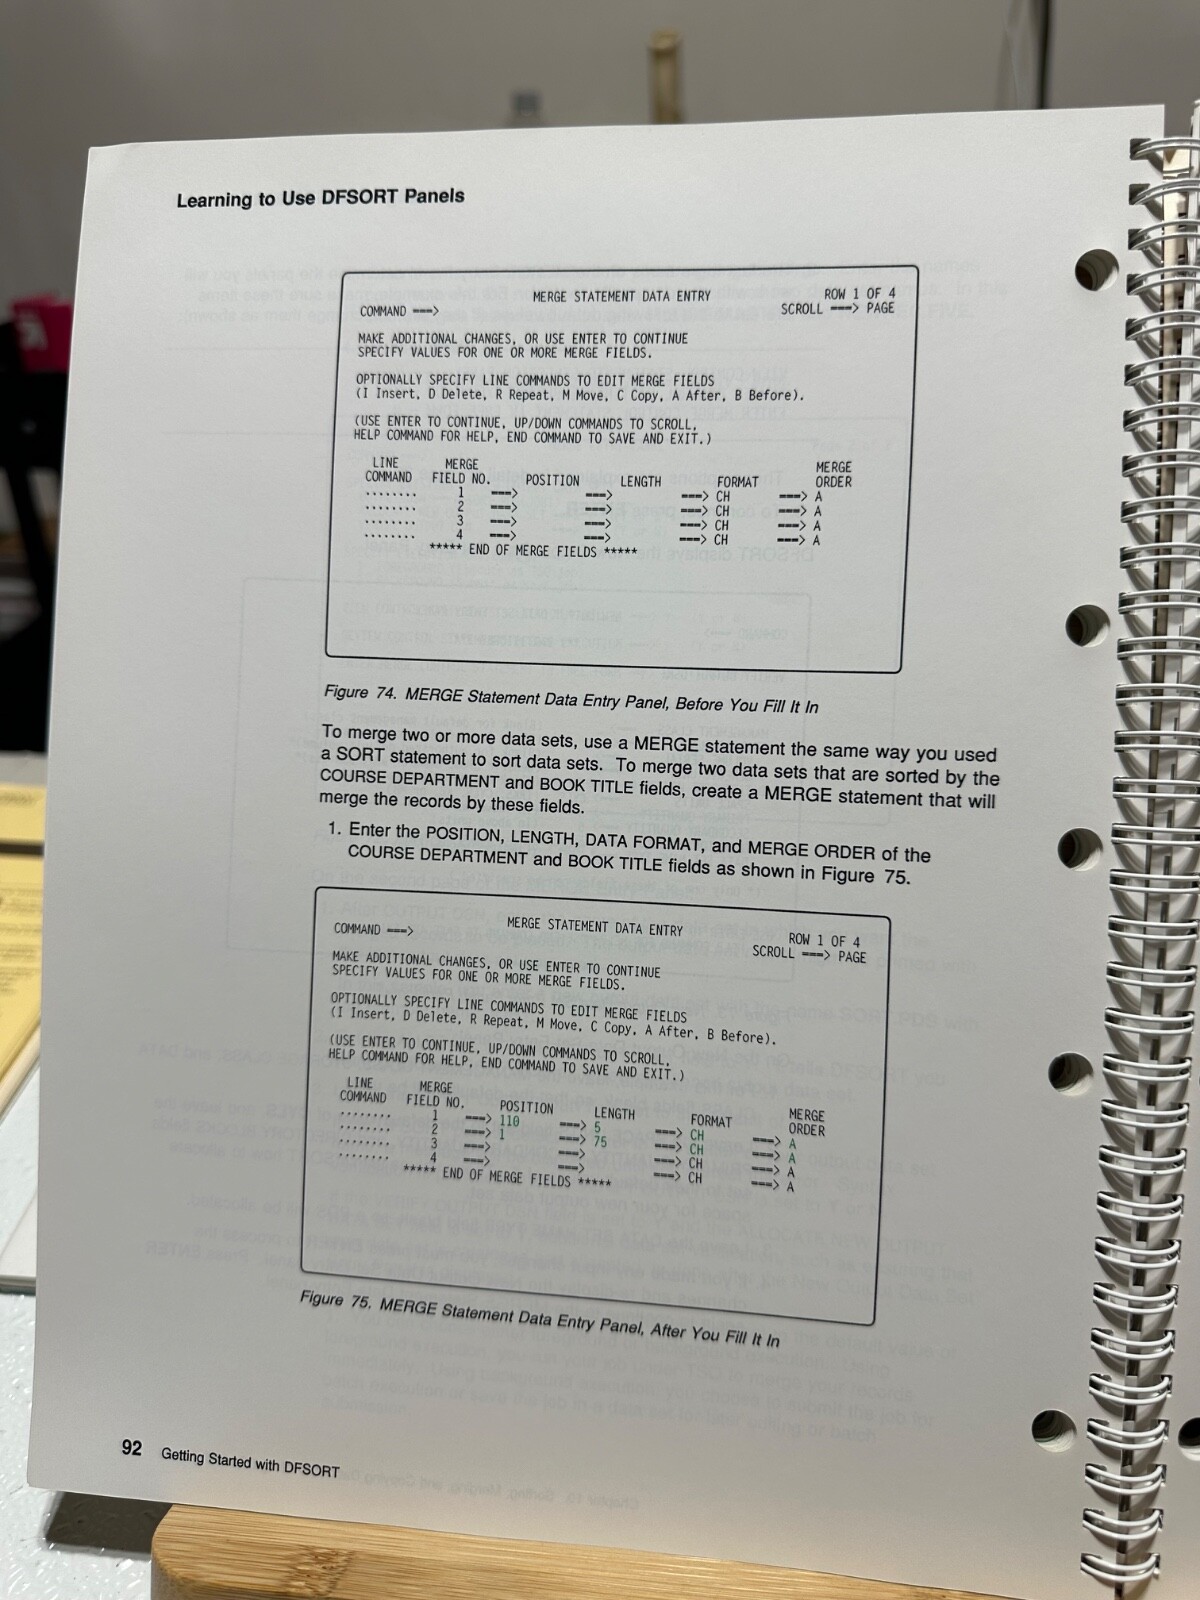 Learning to Use DFSORT Panels
MERGE STATEMENT DATA ENTRY ROW 1 OF 4
COMMAND ===> SCROLL ===> PAGE
MAKE ADDITIONAL CHANGES, OR USE ENTER TO CONTINUE
SPECIFY VALUES FOR ONE OR MORE MERGE FIELDS.
OPTIONALLY SPECIFY LINE COMMANDS TO EDIT MERGE FIELDS
(I Insert, D Delete, R Repeat, M Move, C Copy, A After, B Before).
(USE ENTER TO CONTINUE, UP/DOWN COMMANDS TO SCROLL,
HELP COMMAND FOR HELP, END COMMAND TO SAVE AND EXIT.)
LINE MERGE MERGE
COMMAND FIELD NO. POSITION LENGTH FORMAT ORDER
........ 1 ===> ===> ===> CH ===> A
........ 2 ===> ===> ===> CH ===> A
........ 3 ===> ===> ===> CH ===> A
........ 4 ===> ===> ===> CH ===> A
***** END OF MERGE FIELDS *****
Figure 74. MERGE Statement Data Entry Panel, Before You Fill It In
To merge two or more data sets, use a MERGE statement the same way you used
a SORT statement to sort data sets. To merge two data sets that are sorted by the
COURSE DEPARTMENT and BOOK TITLE fields, create a MERGE statement that will
merge the records by these fields.
1. Enter the POSITION, LENGTH, DATA FORMAT, and MERGE ORDER of the
COURSE DEPARTMENT and BOOK TITLE fields as shown in Figure 75.
MERGE STATEMENT DATA ENTRY ROW 1 OF 4
COMMAND ===> SCROLL ===> PAGE
MAKE ADDITIONAL CHANGES, OR USE ENTER TO CONTINUE
SPECIFY VALUES FOR ONE OR MORE MERGE FIELDS.
OPTIONALLY SPECIFY LINE COMMANDS TO EDIT MERGE FIELDS
(I Insert, D Delete, R Repeat, M Move, C Copy, A After, B Before).
(USE ENTER TO CONTINUE, UP/DOWN COMMANDS TO SCROLL,
HELP COMMAND FOR HELP, END COMMAND TO SAVE AND EXIT.)
LINE MERGE MERGE
COMMAND FIELD NO. POSITION LENGTH FORMAT ORDER
........ 1 ===> 110 ===> 5 ===> CH ===> A
........ 2 ===> 1 ===> 75 ===> CH ===> A
........ 3 ===> ===> ===> CH ===> A
........ 4 ===> ===> ===> CH ===> A
***** END OF MERGE FIELDS *****
Figure 75. MERGE Statement Data Entry Panel, After You Fill It In
92 Getting Started with DFSORT